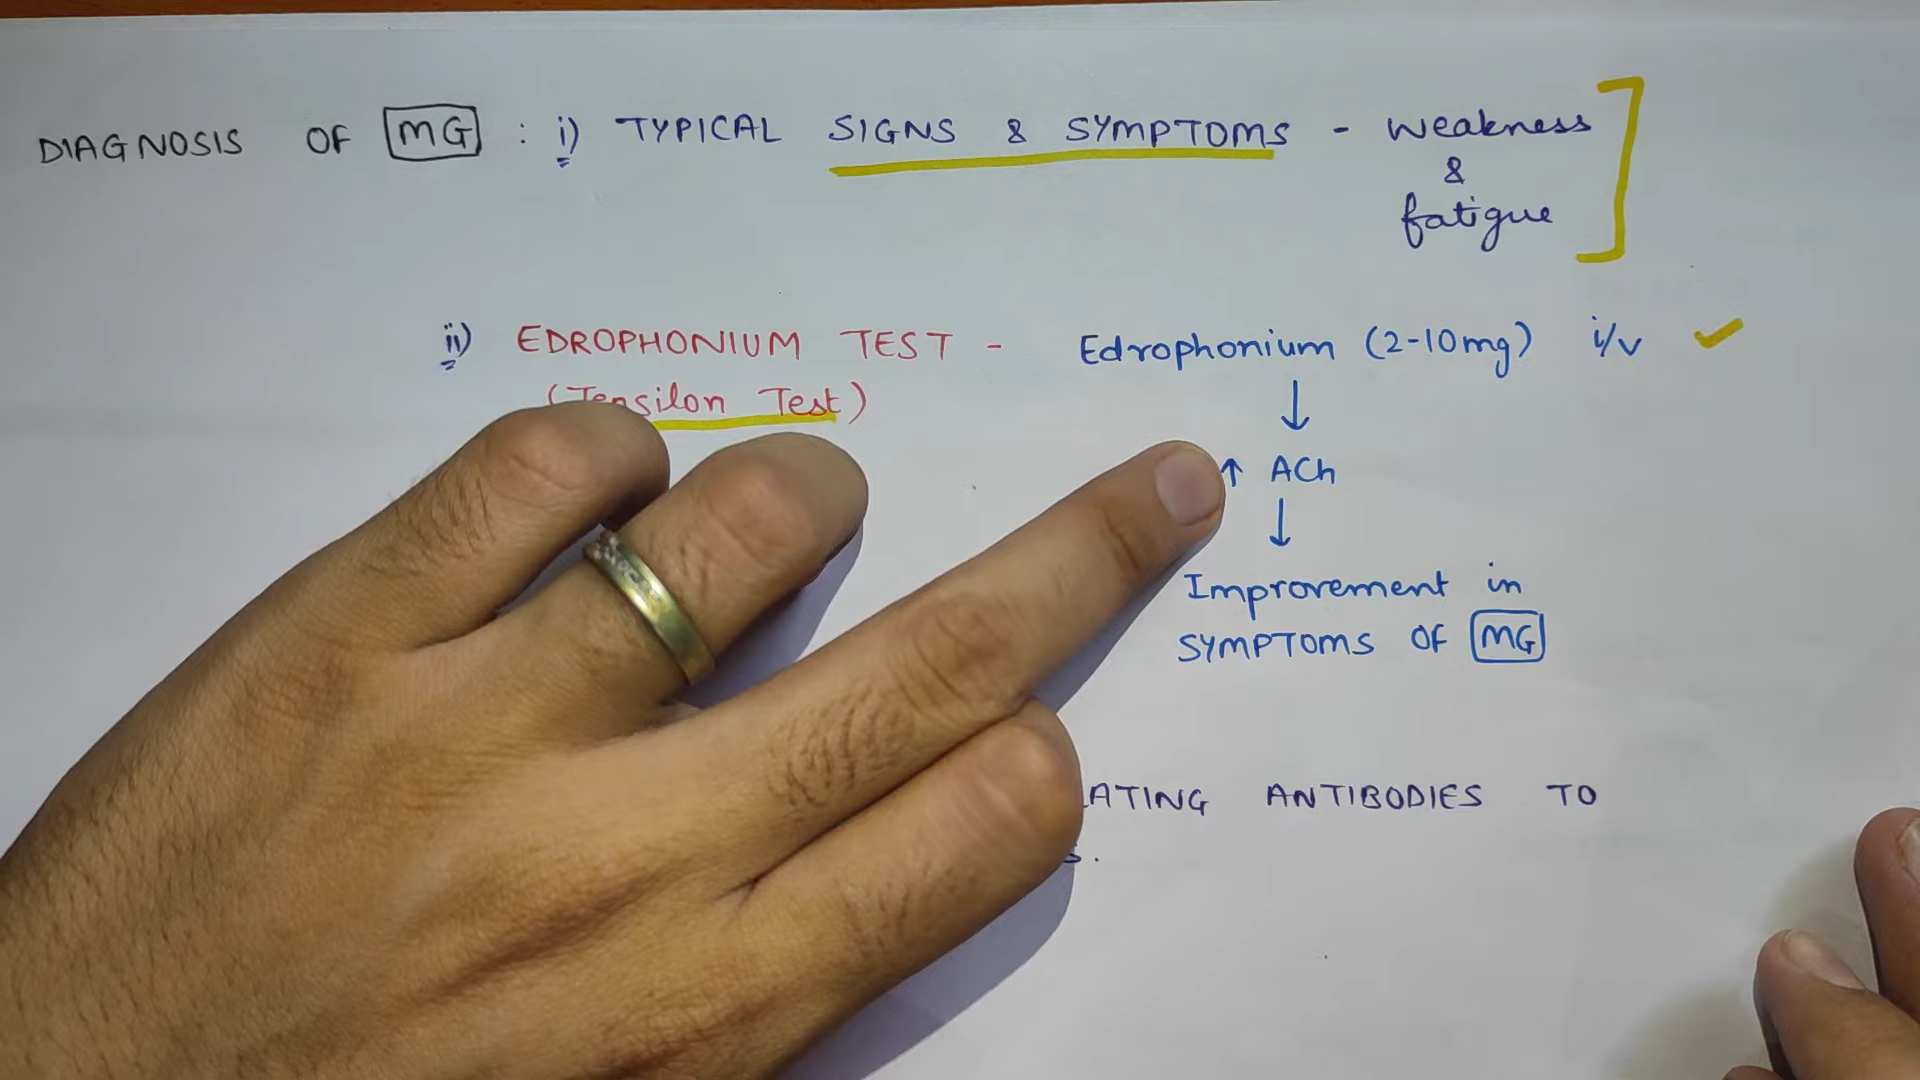 DIAGNOSIS OF MG : i) TYPICAL SIGNS & SYMPTOMS - Weakness
&
fatigue
ii) EDROPHONIUM TEST - Edrophonium (2-10mg) i/v
(Tensilon Test)
↓
↑ ACh
↓
Improvement in
SYMPTOMS OF MG
ANTIBODIES TO